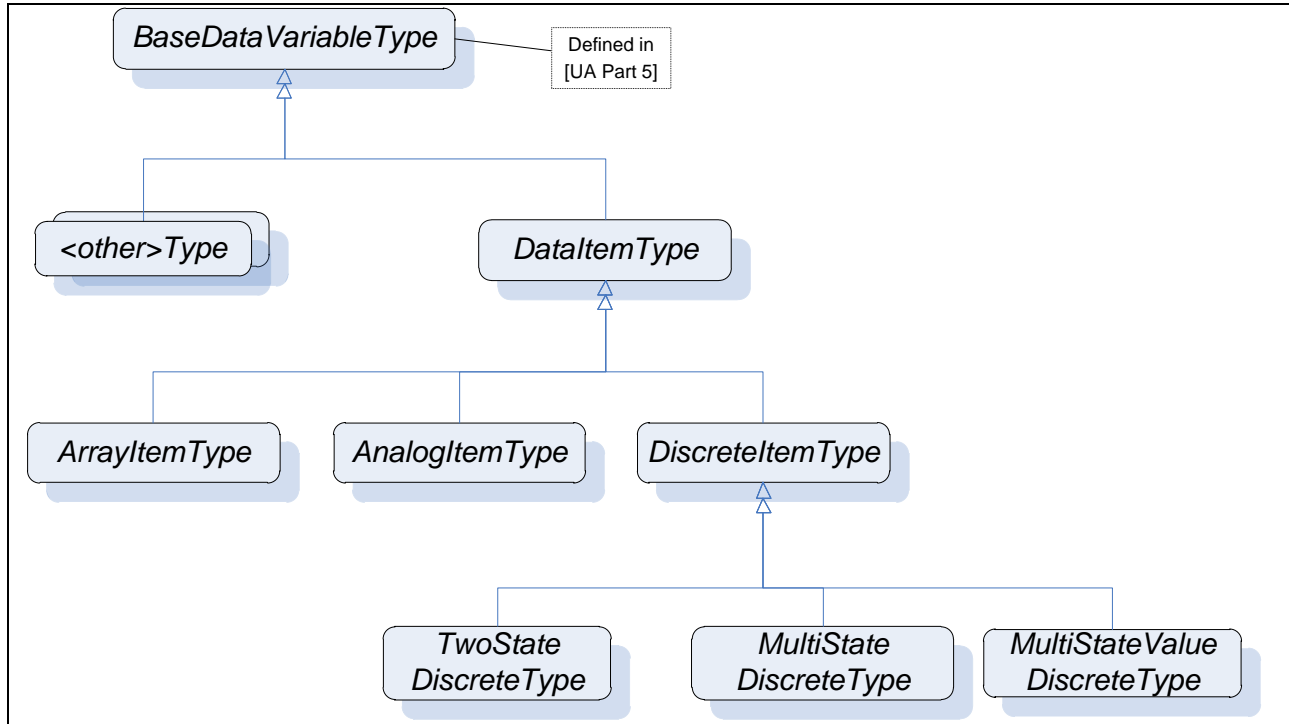 BaseDataVariableType
Defined in
[UA Part 5]
<other>Type
DataItemType
ArrayItemType
AnalogItemType
DiscreteItemType
TwoState
DiscreteType
MultiState
DiscreteType
MultiStateValue
DiscreteType